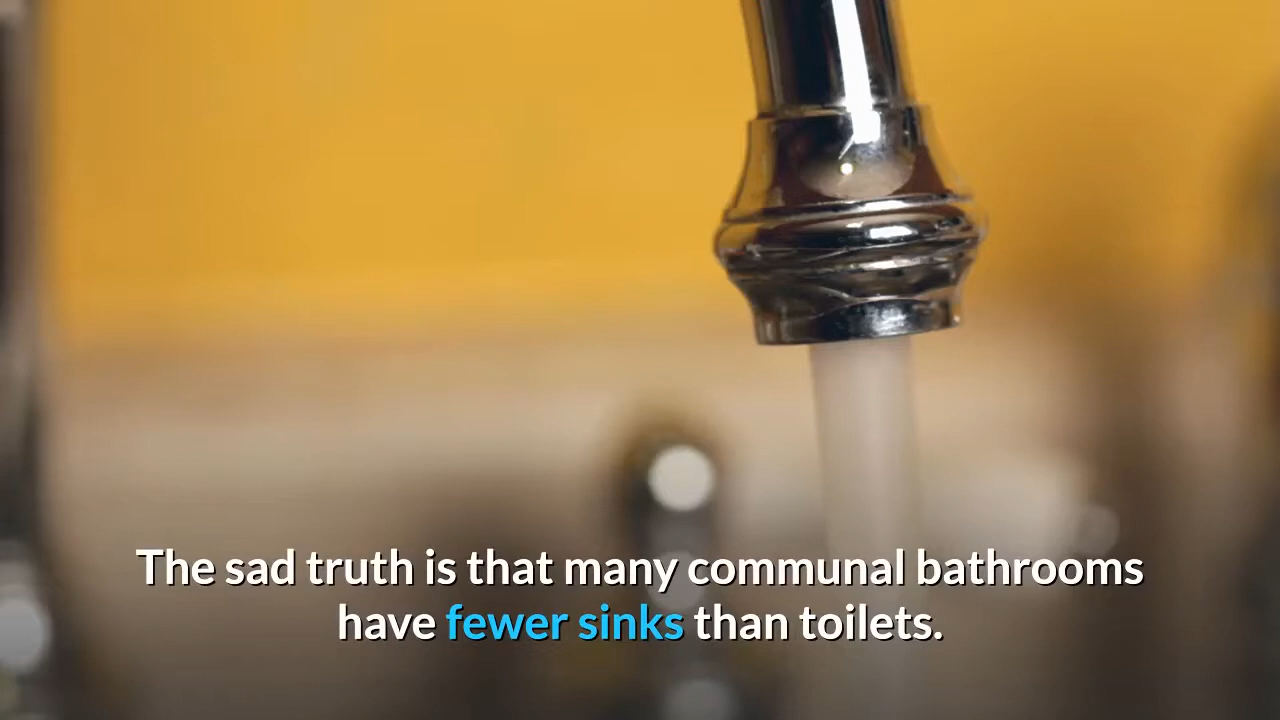 The sad truth is that many communal bathrooms
have fewer sinks than toilets.